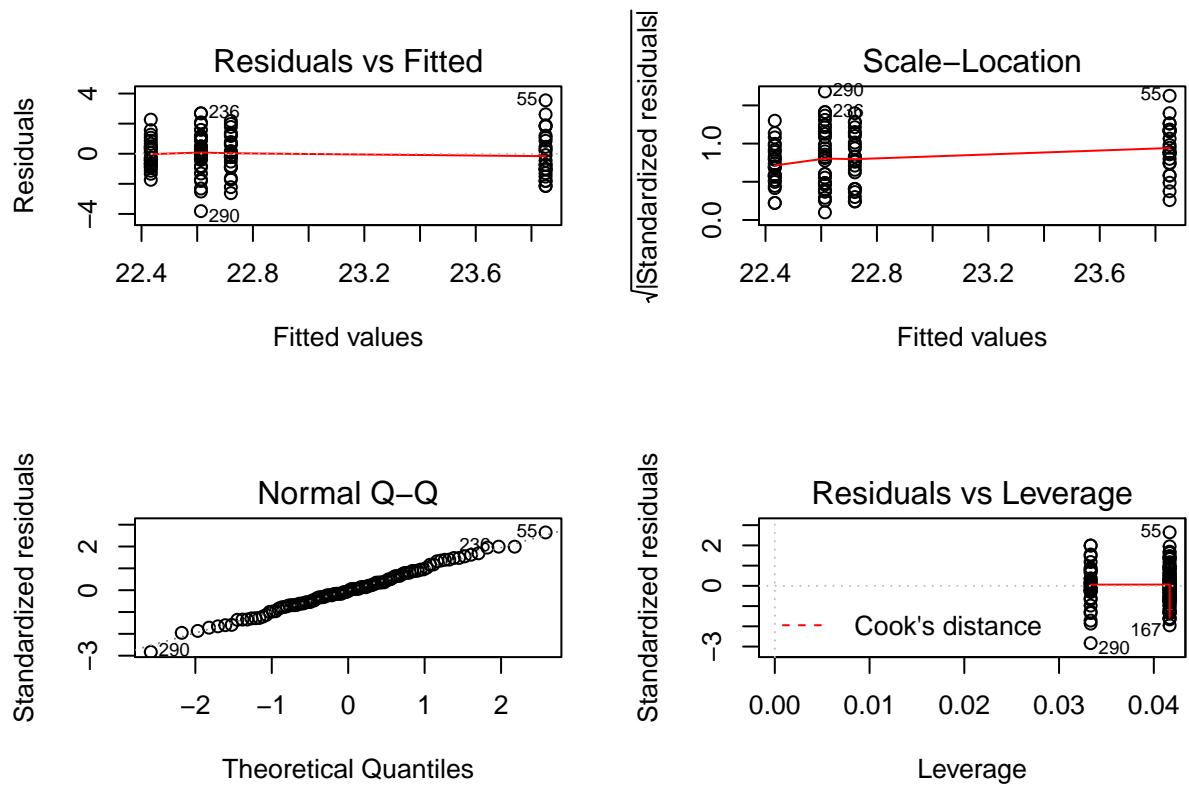 Residuals vs Fitted
Residuals
4
0
−4
55
236
290
22.4 22.8 23.2 23.6
Fitted values
Scale−Location
√|Standardized residuals|
1.0
0.0
290
236
55
22.4 22.8 23.2 23.6
Fitted values
Normal Q−Q
Standardized residuals
2
0
−3
236
55
290
−2 −1 0 1 2
Theoretical Quantiles
Residuals vs Leverage
Standardized residuals
2
0
−3
55
Cook's distance
167
290
0.00 0.01 0.02 0.03 0.04
Leverage